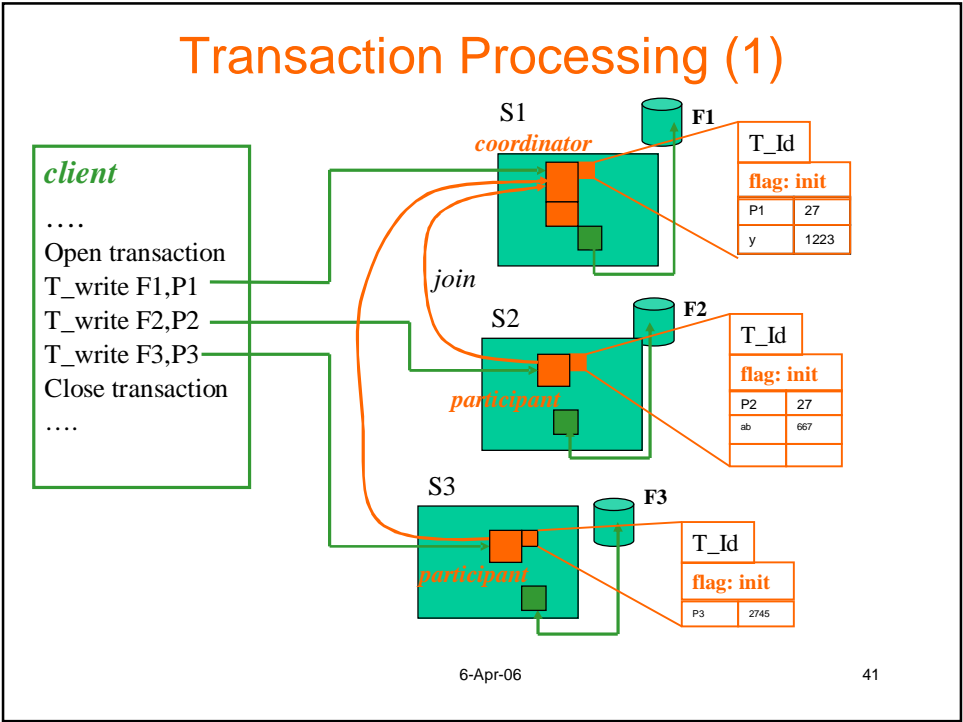 Transaction Processing (1)
client
….
Open transaction
T_write F1,P1
T_write F2,P2
T_write F3,P3
Close transaction
….
S1
coordinator
F1
T_Id
flag: init
P1 27
y 1223
join
S2
participant
F2
T_Id
flag: init
P2 27
ab 667
S3
participant
F3
T_Id
flag: init
P3 2745
6-Apr-06
41